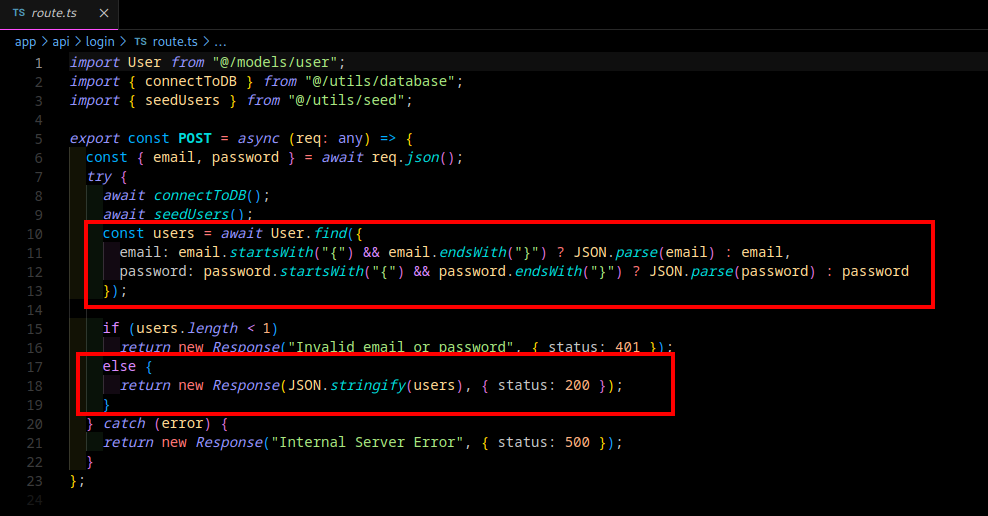 TS route.ts ×
app > api > login > TS route.ts > ...
1 import User from "@/models/user";
2 import { connectToDB } from "@/utils/database";
3 import { seedUsers } from "@/utils/seed";
4
5 export const POST = async (req: any) => {
6 const { email, password } = await req.json();
7 try {
8 await connectToDB();
9 await seedUsers();
10 const users = await User.find({
11 email: email.startsWith("{") && email.endsWith("}") ? JSON.parse(email) : email,
12 password: password.startsWith("{") && password.endsWith("}") ? JSON.parse(password) : password
13 });
14
15 if (users.length < 1)
16 return new Response("Invalid email or password", { status: 401 });
17 else {
18 return new Response(JSON.stringify(users), { status: 200 });
19 }
20 } catch (error) {
21 return new Response("Internal Server Error", { status: 500 });
22 }
23 };
24